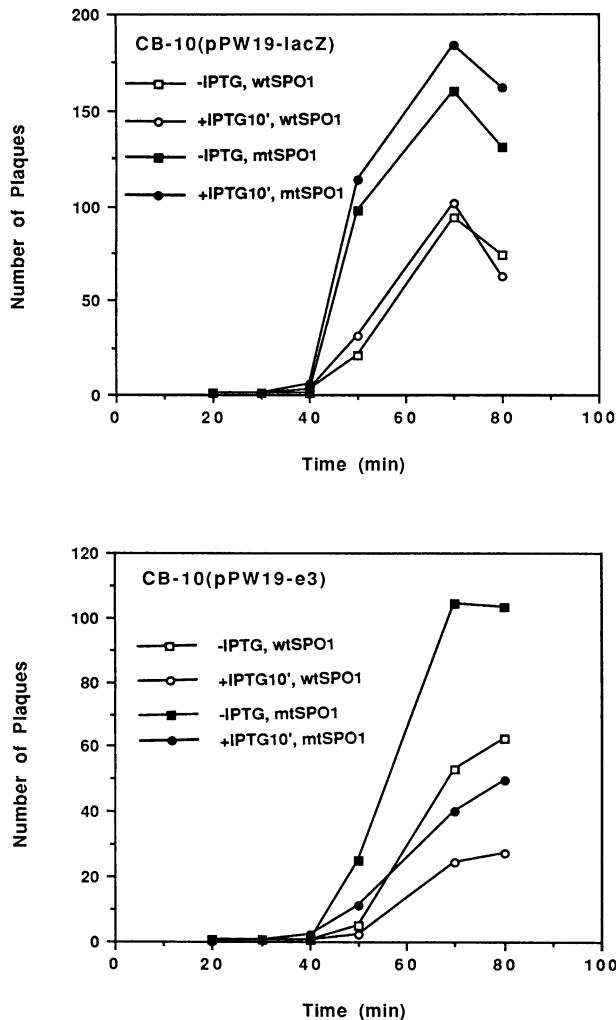 200
CB-10(pPW19-lacZ)
-IPTG, wtSPO1
+IPTG10', wtSPO1
150
-IPTG, mtSPO1
+IPTG10', mtSPO1
100
50
0
Number of Plaques
0 20 40 60 80 100
Time (min)
120
CB-10(pPW19-e3)
100
-IPTG, wtSPO1
+IPTG10', wtSPO1
80
-IPTG, mtSPO1
+IPTG10', mtSPO1
60
40
20
0
Number of Plaques
0 20 40 60 80 100
Time (min)